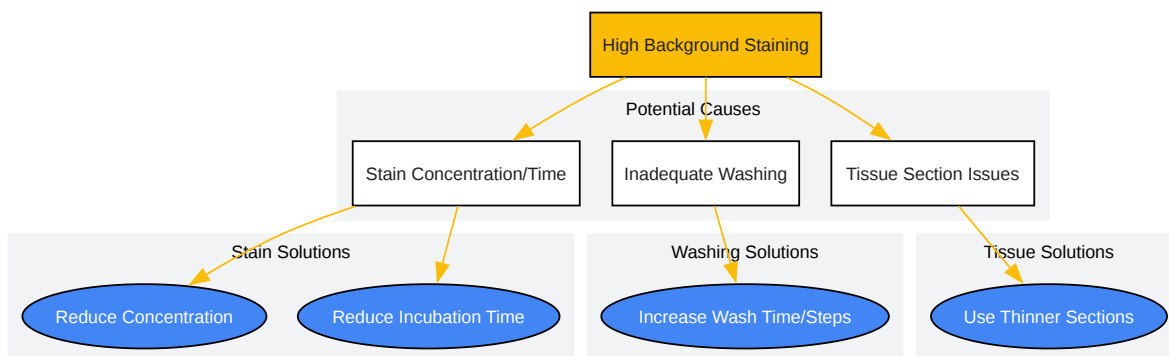 High Background Staining
Potential Causes
Stain Concentration/Time
Inadequate Washing
Tissue Section Issues
Stain Solutions
Washing Solutions
Tissue Solutions
Reduce Concentration
Reduce Incubation Time
Increase Wash Time/Steps
Use Thinner Sections